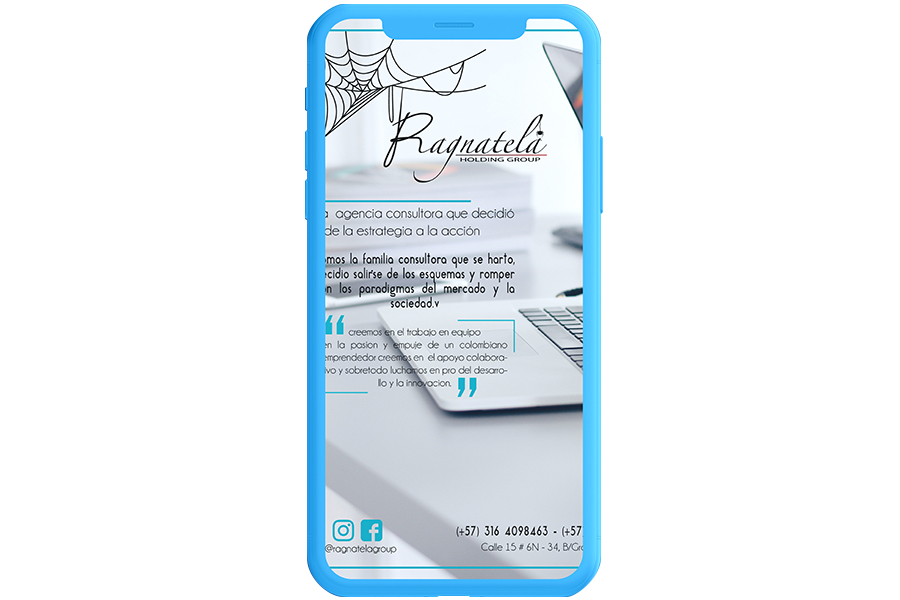 Ragnatela
HOLDING GROUP
agencia consultora que decidió
de la estrategia a la acción
omos la familia consultora que se harto,
ecidio salirse de los esquemas y romper
on los paradigmas del mercado y la
sociedad.v
“ creemos en el trabajo en equipo
en la pasion y empuje de un colombiano
emprendedor creemos en el apoyo colabora-
ivo y sobretodo luchamos en pro del desarro-
llo y la innovacion. ”
(+57) 316 4098463 - (+57
@ragnatelagroup
Calle 15 # 6N - 34, B/Gra